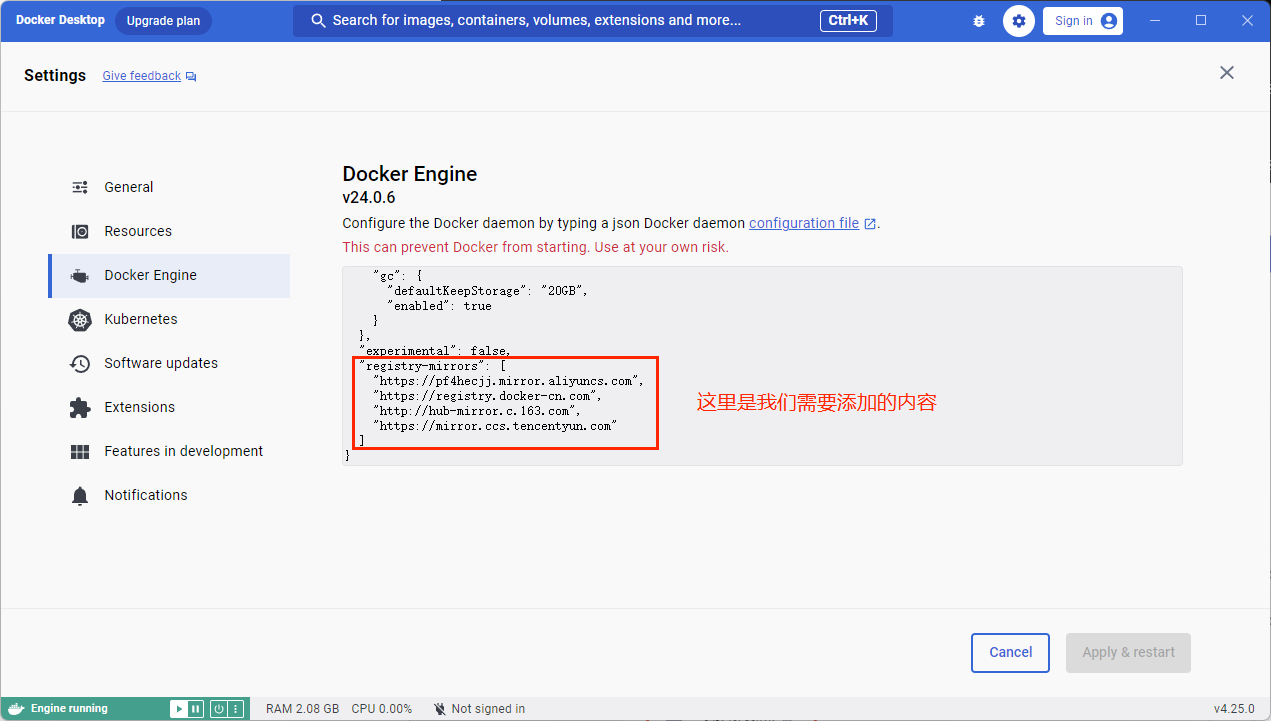 Docker Desktop Upgrade plan Search for images, containers, volumes, extensions and more... Ctrl+K Sign in
Settings Give feedback
General
Resources
Docker Engine
Kubernetes
Software updates
Extensions
Features in development
Notifications
Docker Engine
v24.0.6
Configure the Docker daemon by typing a json Docker daemon configuration file.
This can prevent Docker from starting. Use at your own risk.
"gc": {
"defaultKeepStorage": "20GB",
"enabled": true
}
},
"experimental": false,
"registry-mirrors": [
"https://pf4hecjj.mirror.aliyuncs.com",
"https://registry.docker-cn.com",
"http://hub-mirror.c.163.com",
"https://mirror.ccs.tencentyun.com"
]
}
这里是我们需要添加的内容
Cancel Apply & restart
Engine running RAM 2.08 GB CPU 0.00% Not signed in v4.25.0